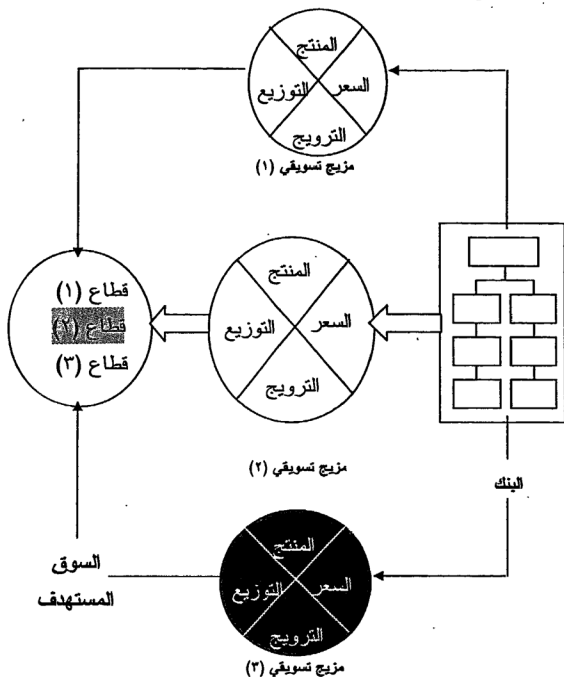 المنتج
السعر
التوزيع
الترويج
مزيج تسويقي (١)
قطاع (١)
قطاع (٢)
قطاع (٣)
المنتج
السعر
التوزيع
الترويج
مزيج تسويقي (٢)
البنك
السوق
المستهدف
المنتج
السعر
التوزيع
الترويج
مزيج تسويقي (٣)